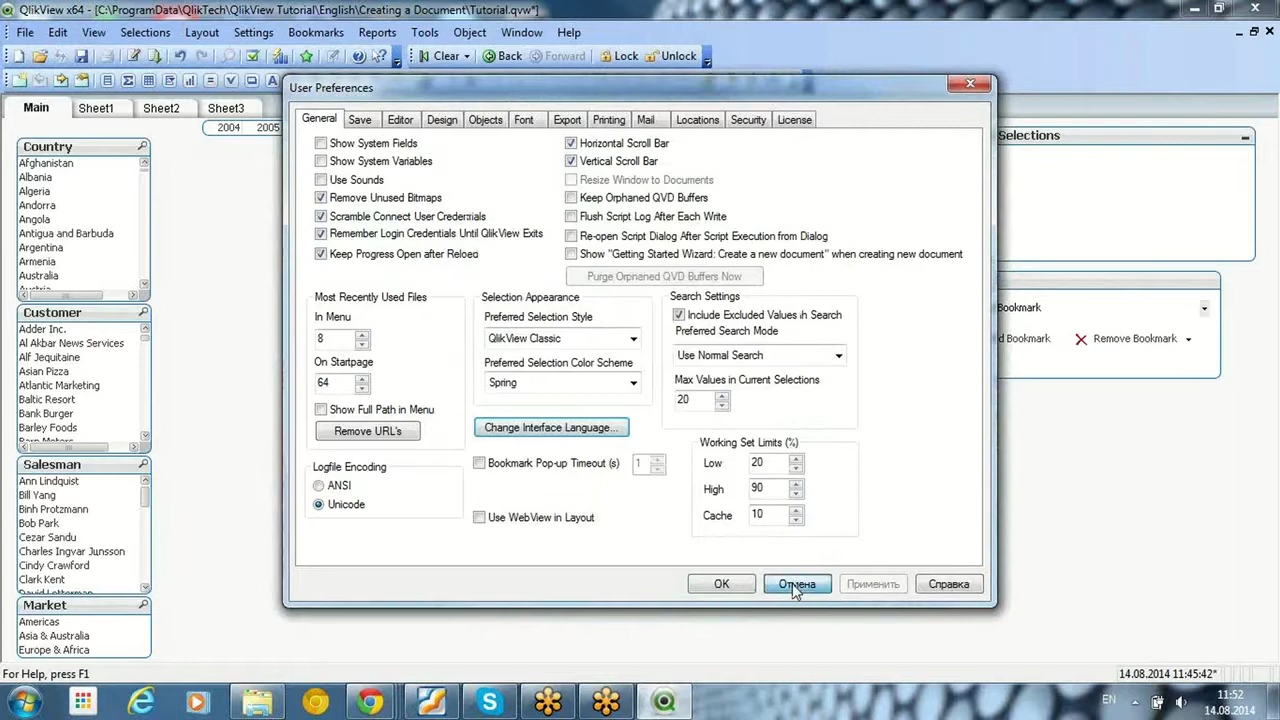 QlikView x64 - [C:\ProgramData\QlikTech\QlikView Tutorial\English\Creating a Document\Tutorial.qvw*]
File Edit View Selections Layout Settings Bookmarks Reports Tools Object Window Help
Clear Back Forward Lock Unlock
Main Sheet1 Sheet2 Sheet3
2004 2005
Country
Afghanistan
Albania
Algeria
Andorra
Angola
Antigua and Barbuda
Argentina
Armenia
Australia
Customer
Adder Inc.
Al Akbar News Services
Alf Jequitaine
Asian Pizza
Atlantic Marketing
Baltic Resort
Bank Burger
Barley Foods
Salesman
Ann Lindquist
Bill Yang
Binh Protzmann
Bob Park
Cezar Sandu
Charles Ingvar Jünsson
Cindy Crawford
Clark Kent
David Letterman
Market
Americas
Asia & Australia
Europe & Africa
User Preferences
General Save Editor Design Objects Font Export Printing Mail Locations Security License
Show System Fields
Show System Variables
Use Sounds
Remove Unused Bitmaps
Scramble Connect User Credentials
Remember Login Credentials Until QlikView Exits
Keep Progress Open after Reload
Horizontal Scroll Bar
Vertical Scroll Bar
Resize Window to Documents
Keep Orphaned QVD Buffers
Flush Script Log After Each Write
Re-open Script Dialog After Script Execution from Dialog
Show "Getting Started Wizard: Create a new document" when creating new document
Purge Orphaned QVD Buffers Now
Most Recently Used Files
In Menu
8
On Startpage
64
Show Full Path in Menu
Remove URL's
Logfile Encoding
ANSI
Unicode
Selection Appearance
Preferred Selection Style
QlikView Classic
Preferred Selection Color Scheme
Spring
Change Interface Language...
Bookmark Pop-up Timeout (s) 1
Use WebView in Layout
Search Settings
Include Excluded Values in Search
Preferred Search Mode
Use Normal Search
Max Values in Current Selections
20
Working Set Limits (%)
Low 20
High 90
Cache 10
OK Отмена Применить Справка
Selections
Bookmark
d Bookmark Remove Bookmark
For Help, press F1
14.08.2014 11:45:42*
EN
11:52
14.08.2014